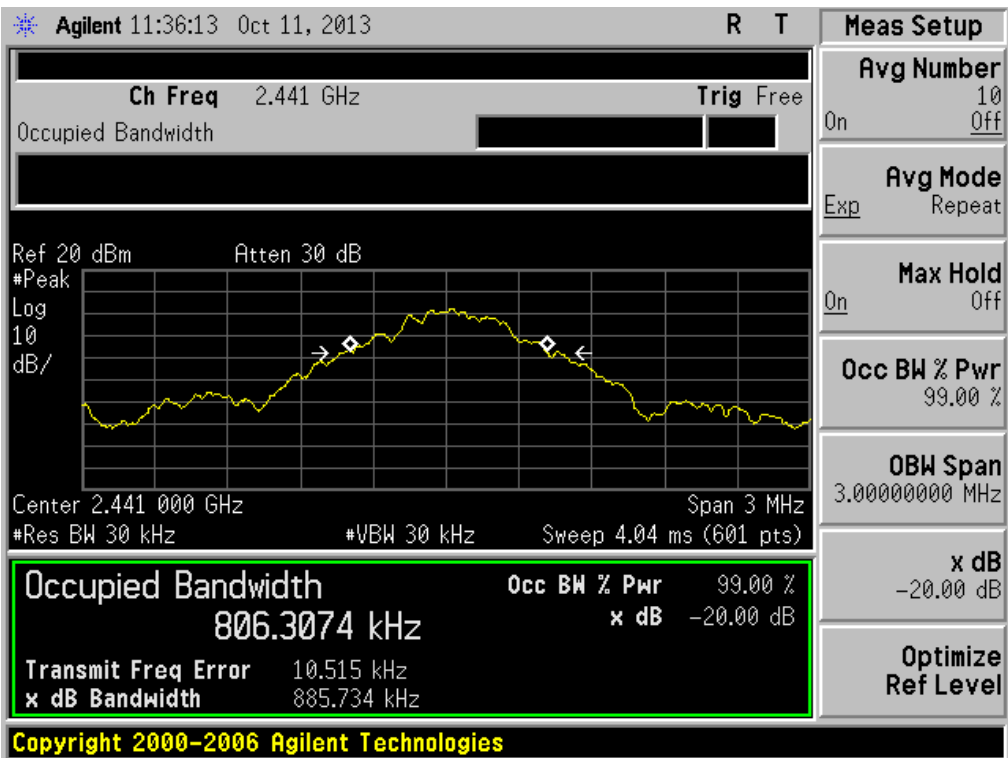 Agilent 11:36:13 Oct 11, 2013 R T
Ch Freq 2.441 GHz Trig Free
Occupied Bandwidth
Ref 20 dBm Atten 30 dB
#Peak
Log
10
dB/
Center 2.441 000 GHz Span 3 MHz
#Res BW 30 kHz #VBW 30 kHz Sweep 4.04 ms (601 pts)
Occupied Bandwidth Occ BW % Pwr 99.00 %
806.3074 kHz x dB -20.00 dB
Transmit Freq Error 10.515 kHz
x dB Bandwidth 885.734 kHz
Copyright 2000-2006 Agilent Technologies
Meas Setup
Avg Number
10
On Off
Avg Mode
Exp Repeat
Max Hold
On Off
Occ BW % Pwr
99.00 %
OBW Span
3.00000000 MHz
x dB
-20.00 dB
Optimize
Ref Level